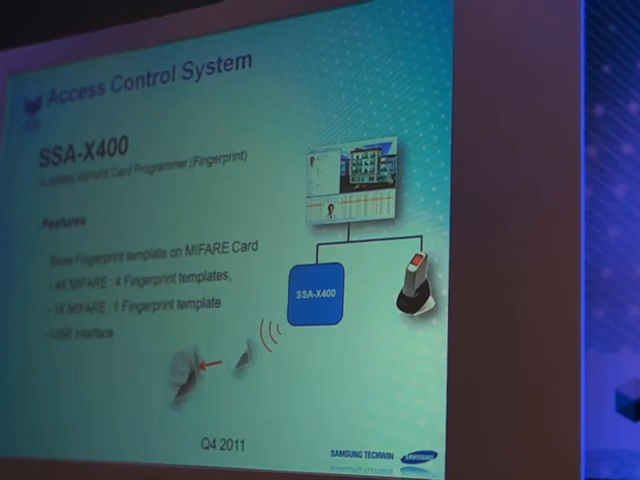 Access Control System
SSA-X400
MIFARE Card Programmer (Fingerprint)
Features
Store Fingerprint template on MIFARE Card
- 4K MIFARE : 4 Fingerprint templates,
- 1K MIFARE : 1 Fingerprint template
- USB Interface
SSA-X400
Q4 2011
SAMSUNG TECHWIN
SAMSUNG